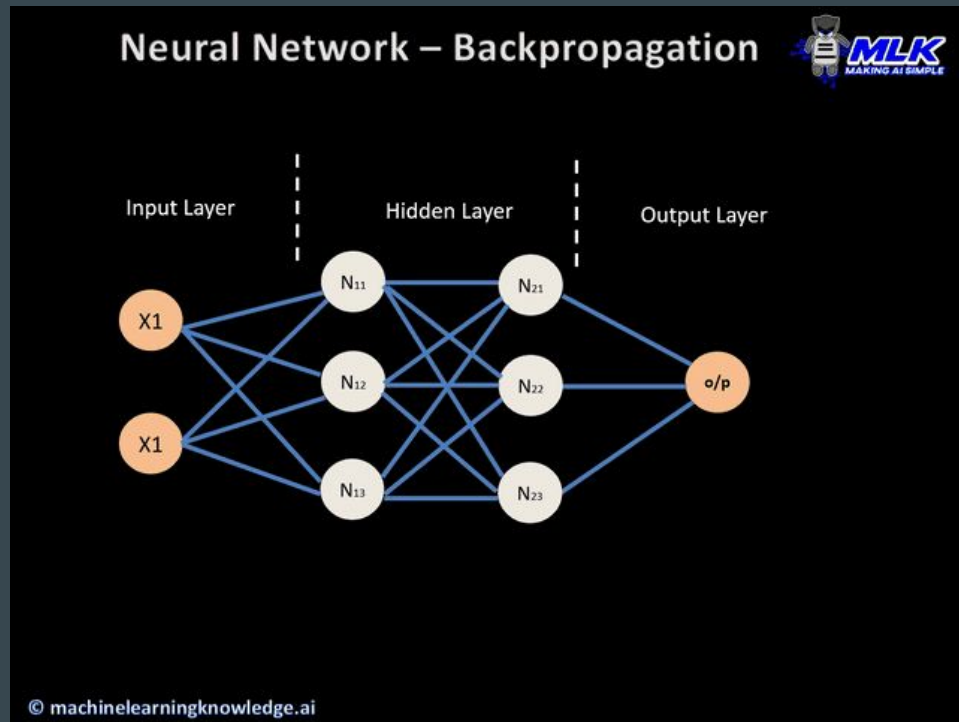 Neural Network – Backpropagation
MLK
MAKING AI SIMPLE
Input Layer
Hidden Layer
Output Layer
X1
X1
N11
N12
N13
N21
N22
N23
o/p
© machinelearningknowledge.ai